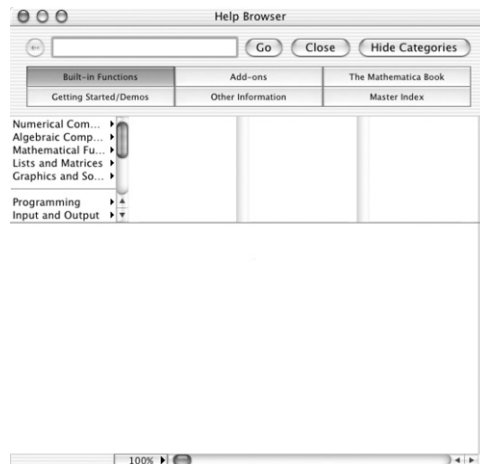 Help Browser
Go Close Hide Categories
Built-in Functions Add-ons The Mathematica Book
Getting Started/Demos Other Information Master Index
Numerical Com...
Algebraic Comp...
Mathematical Fu...
Lists and Matrices
Graphics and So...
Programming
Input and Output
100%